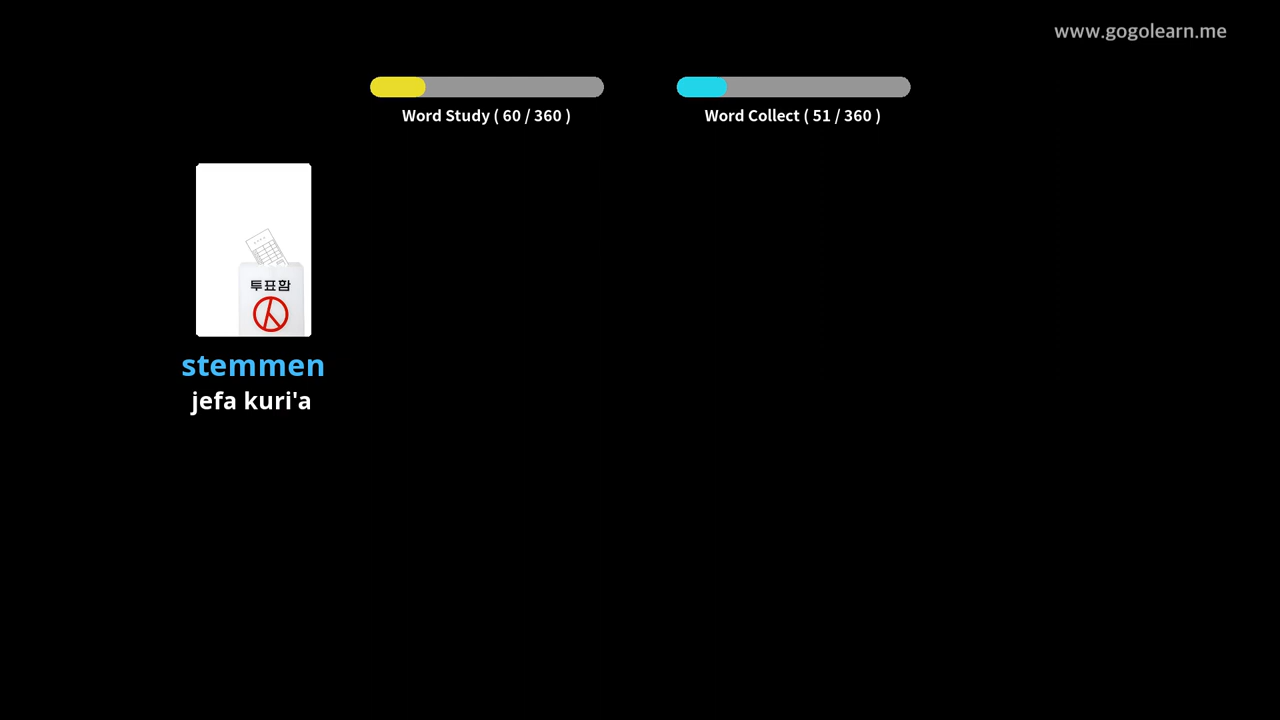 www.gogolearn.me
Word Study ( 60 / 360 )
Word Collect ( 51 / 360 )
투표함
stemmen
jefa kuri'a